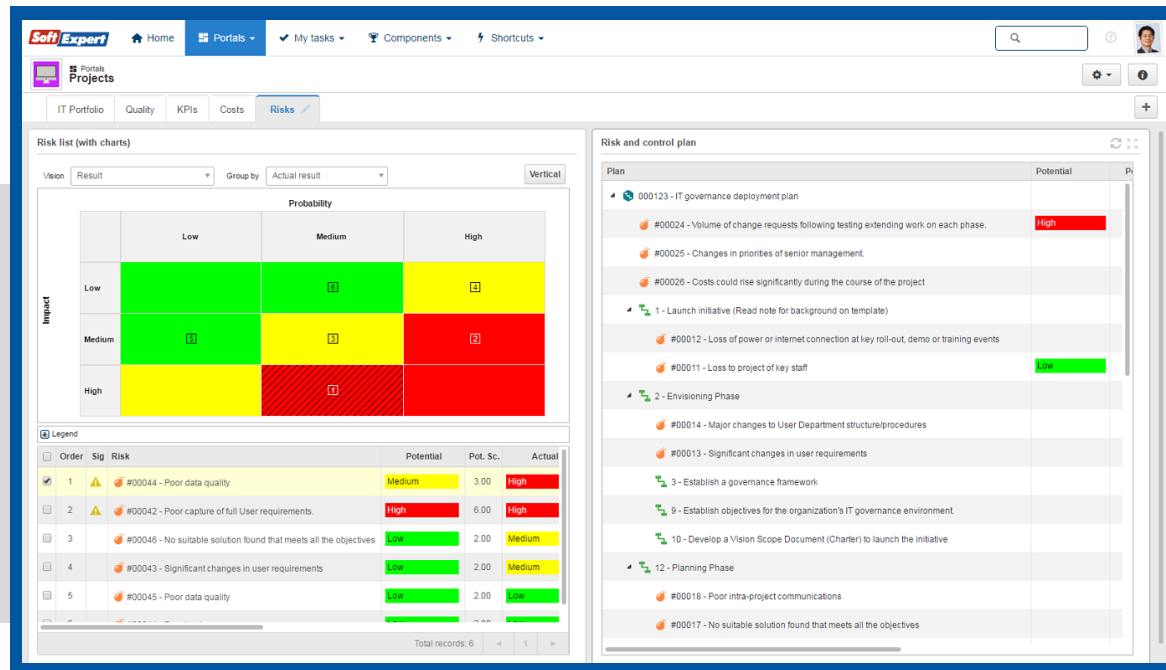 SoftExpert
Home
Portals
My tasks
Components
Shortcuts
Portals
Projects
IT Portfolio
Quality
KPIs
Costs
Risks
Risk list (with charts)
Vision
Result
Group by
Actual result
Vertical
Probability
Low
Medium
High
Impact
Low
6
4
Medium
5
3
2
High
1
Legend
Order Sig Risk Potential Pot. Sc. Actual
1 #00044 - Poor data quality Medium 3.00 High
2 #00042 - Poor capture of full User requirements. High 6.00 High
3 #00046 - No suitable solution found that meets all the objectives Low 2.00 Medium
4 #00043 - Significant changes in user requirements Low 2.00 Medium
5 #00045 - Poor data quality Low 2.00 Low
Total records: 6
1
Risk and control plan
Plan Potential
000123 - IT governance deployment plan
#00024 - Volume of change requests following testing extending work on each phase. High
#00025 - Changes in priorities of senior management.
#00026 - Costs could rise significantly during the course of the project
1 - Launch initiative (Read note for background on template)
#00012 - Loss of power or internet connection at key roll-out, demo or training events
#00011 - Loss to project of key staff Low
2 - Envisioning Phase
#00014 - Major changes to User Department structure/procedures
#00013 - Significant changes in user requirements
3 - Establish a governance framework
9 - Establish objectives for the organization's IT governance environment.
10 - Develop a Vision Scope Document (Charter) to launch the initiative
12 - Planning Phase
#00018 - Poor intra-project communications
#00017 - No suitable solution found that meets all the objectives